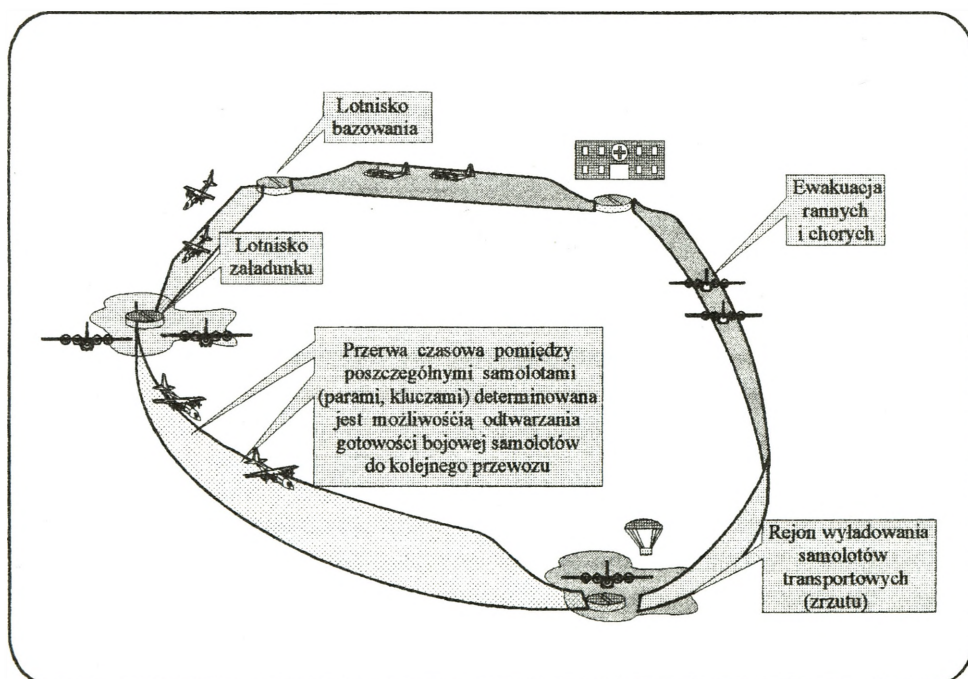 Lotnisko
bazowania
Ewakuacja
rannych
i chorych
Lotnisko
załadunku
Przerwa czasowa pomiędzy
poszczególnymi samolotami
(parami, kluczami) determinowana
jest możliwośćią odtwarzania
gotowości bojowej samolotów
do kolejnego przewozu
Rejon wyładowania
samolotów
transportowych
(zrzutu)